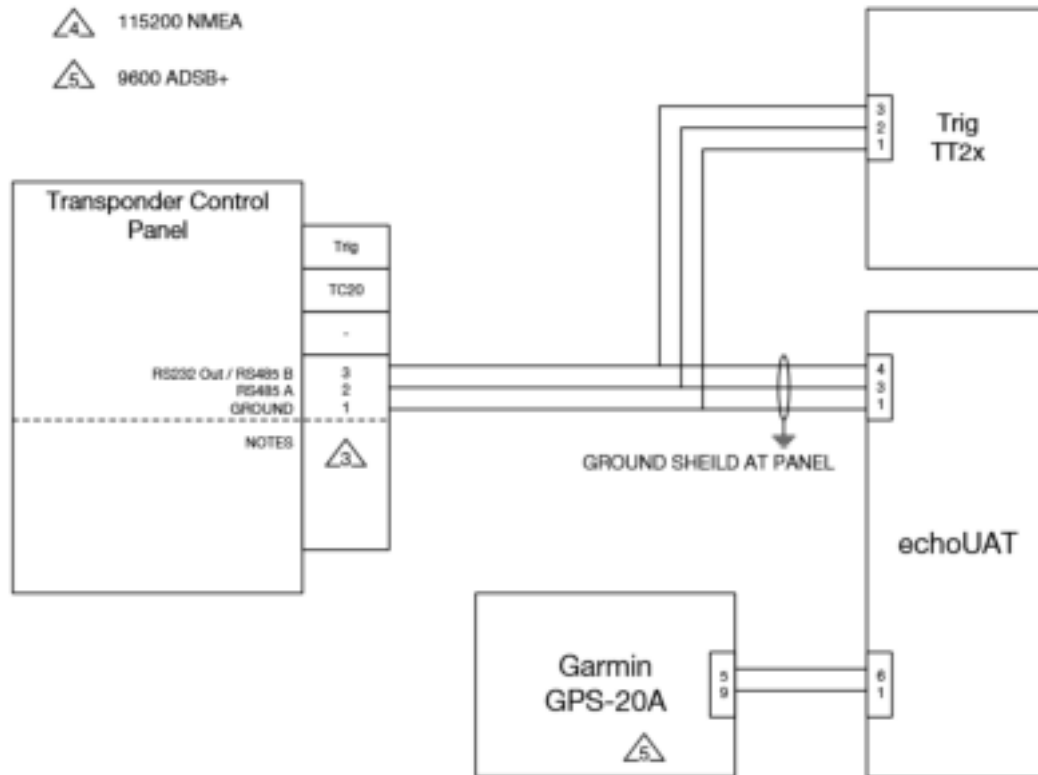 4 115200 NMEA
5 9600 ADSB+
Transponder Control
Panel
Trig
TC20
-
RS232 Out / RS485 B 3
RS485 A 2
GROUND 1
NOTES 3
3
2
1
Trig
TT2x
4
3
1
GROUND SHEILD AT PANEL
echoUAT
6
1
Garmin
GPS-20A
5
9
5